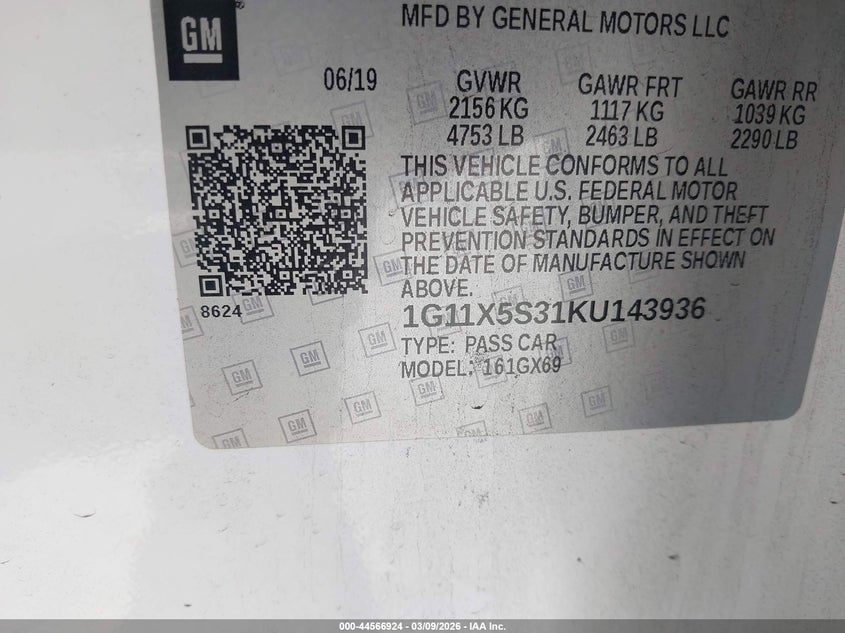 GM
MFD BY GENERAL MOTORS LLC
06/19
GVWR
2156 KG
4753 LB
GAWR FRT
1117 KG
2463 LB
GAWR RR
1039 KG
2290 LB
THIS VEHICLE CONFORMS TO ALL
APPLICABLE U.S. FEDERAL MOTOR
VEHICLE SAFETY, BUMPER, AND THEFT
PREVENTION STANDARDS IN EFFECT ON
THE DATE OF MANUFACTURE SHOWN
ABOVE.
8624
1G11X5S31KU143936
TYPE: PASS CAR
MODEL: 161GX69
000-44566924 | 03/09/2026 - IAA Inc.